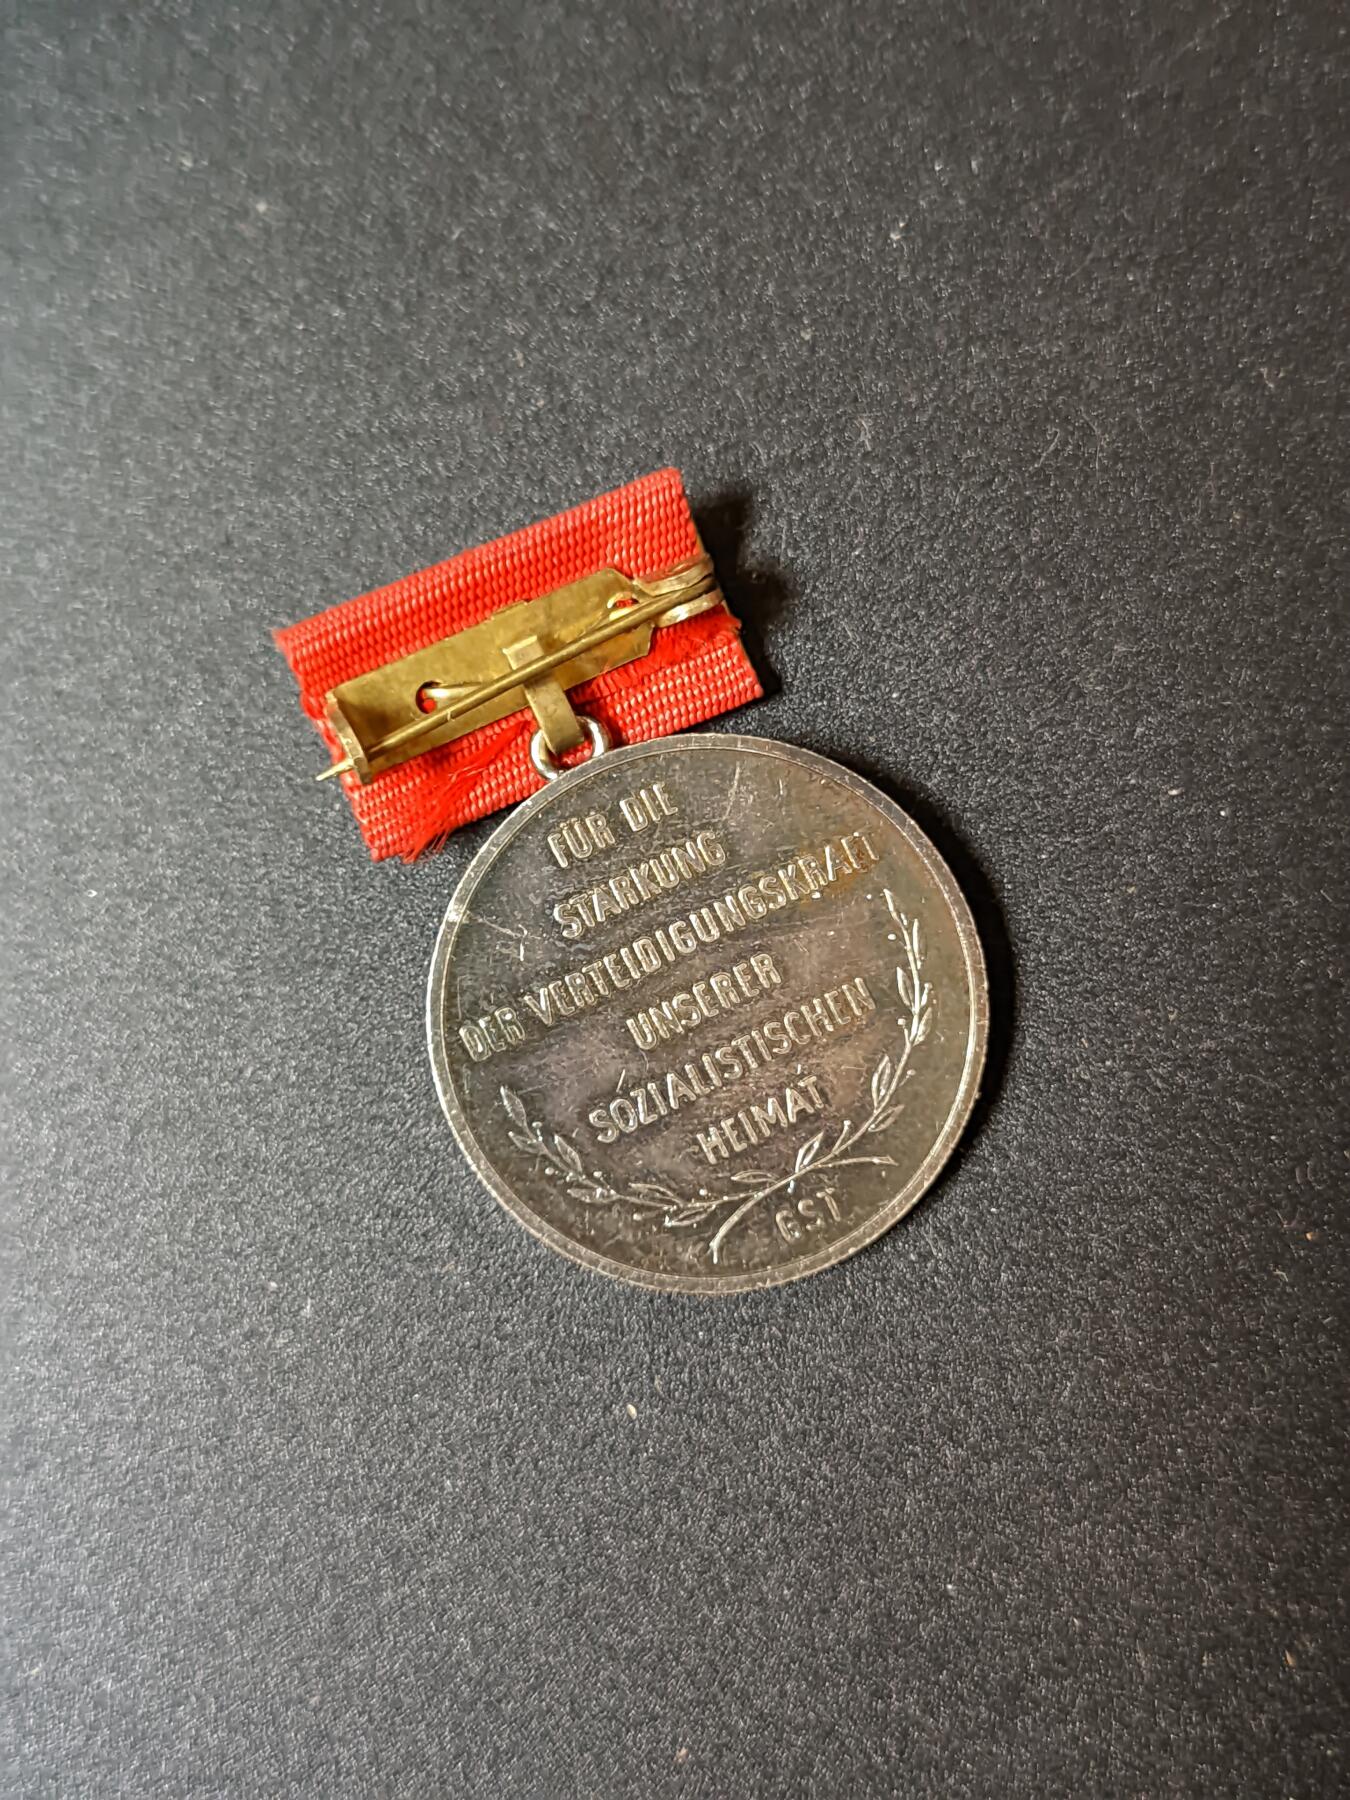 FÜR DIE
STÄRKUNG
DER VERTEIDIGUNGSKRAFT
UNSERER
SOZIALISTISCHEN
HEIMAT
GST